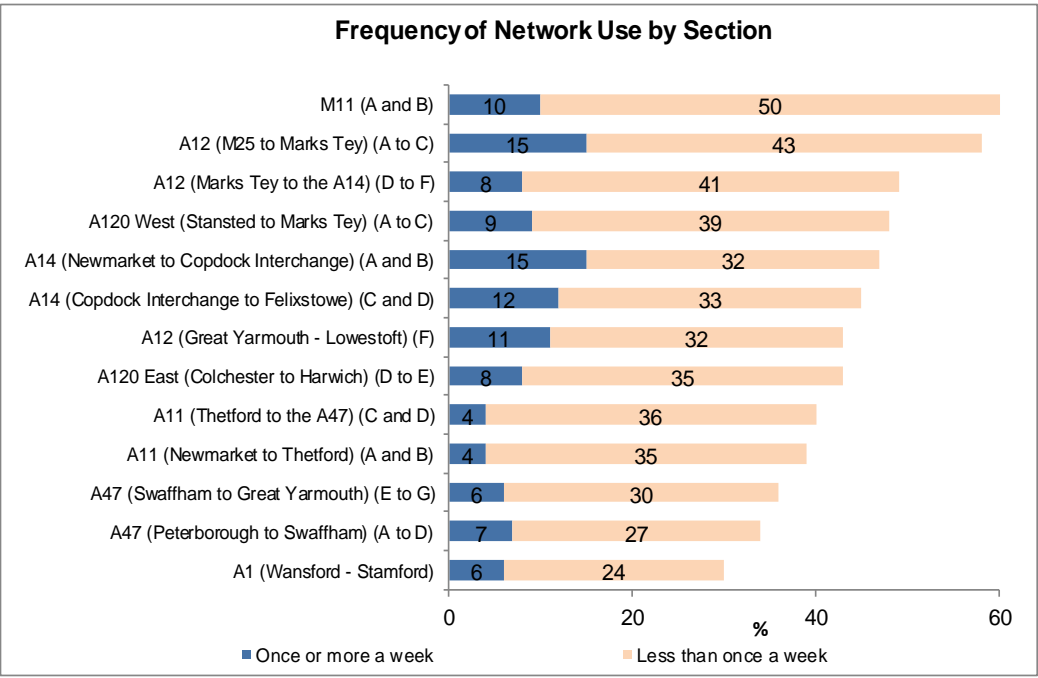 Frequency of Network Use by Section
M11 (A and B) 10 50
A12 (M25 to Marks Tey) (A to C) 15 43
A12 (Marks Tey to the A14) (D to F) 8 41
A120 West (Stansted to Marks Tey) (A to C) 9 39
A14 (Newmarket to Copdock Interchange) (A and B) 15 32
A14 (Copdock Interchange to Felixstowe) (C and D) 12 33
A12 (Great Yarmouth - Lowestoft) (F) 11 32
A120 East (Colchester to Harwich) (D to E) 8 35
A11 (Thetford to the A47) (C and D) 4 36
A11 (Newmarket to Thetford) (A and B) 4 35
A47 (Swaffham to Great Yarmouth) (E to G) 6 30
A47 (Peterborough to Swaffham) (A to D) 7 27
A1 (Wansford - Stamford) 6 24
0 20 40 60
%
Once or more a week Less than once a week